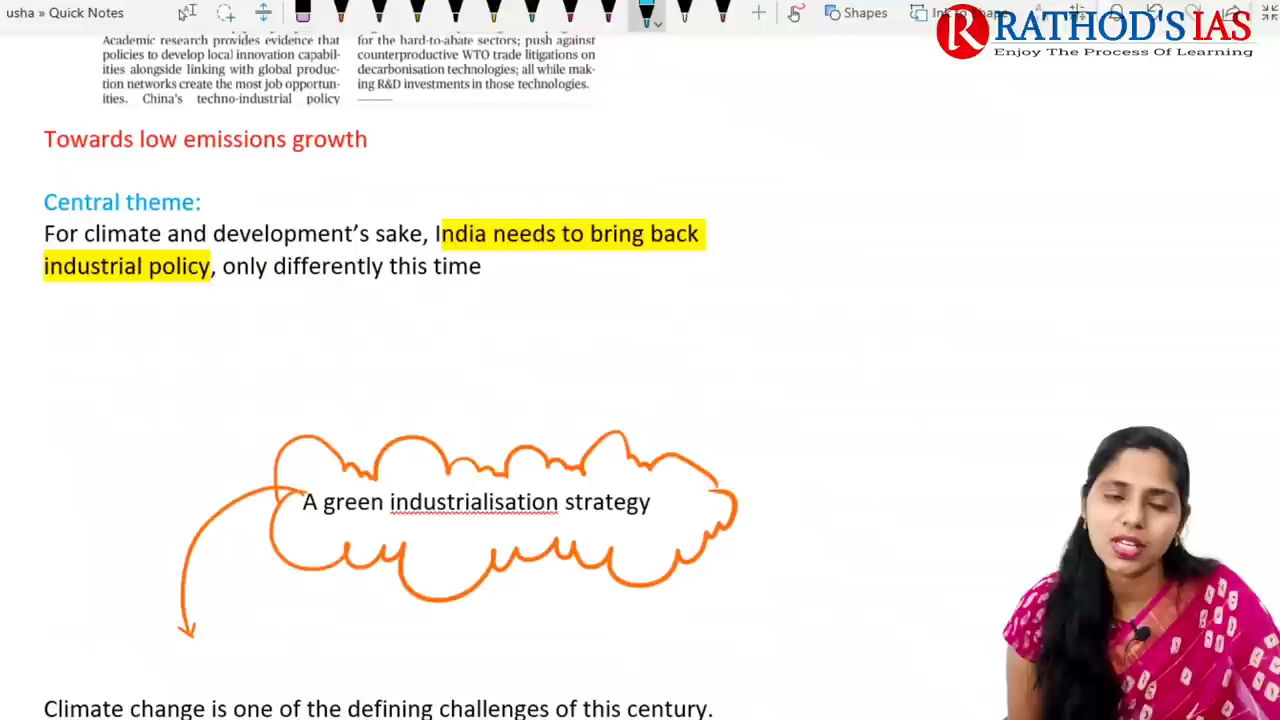 usha » Quick Notes
Shapes
RATHOD'S IAS
Enjoy The Process Of Learning
Academic research provides evidence that
policies to develop local innovation capabil-
ities alongside linking with global produc-
tion networks create the most job opportun-
ities. China's techno-industrial policy
for the hard-to-abate sectors; push against
counterproductive WTO trade litigations on
decarbonisation technologies; all while mak-
ing R&D investments in those technologies.
Towards low emissions growth
Central theme:
For climate and development's sake, India needs to bring back
industrial policy, only differently this time
A green industrialisation strategy
Climate change is one of the defining challenges of this century.